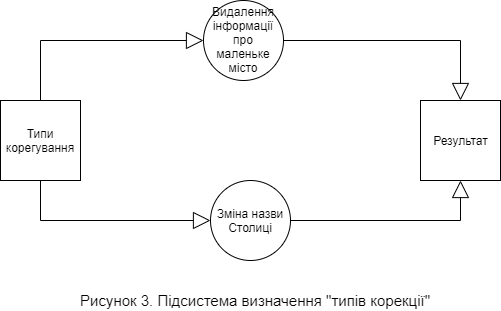 Видалення
інформації
про
маленьке
місто
Типи
корегування
Результат
Зміна назви
Столиці
Рисунок 3. Підсистема визначення "типів корекції"